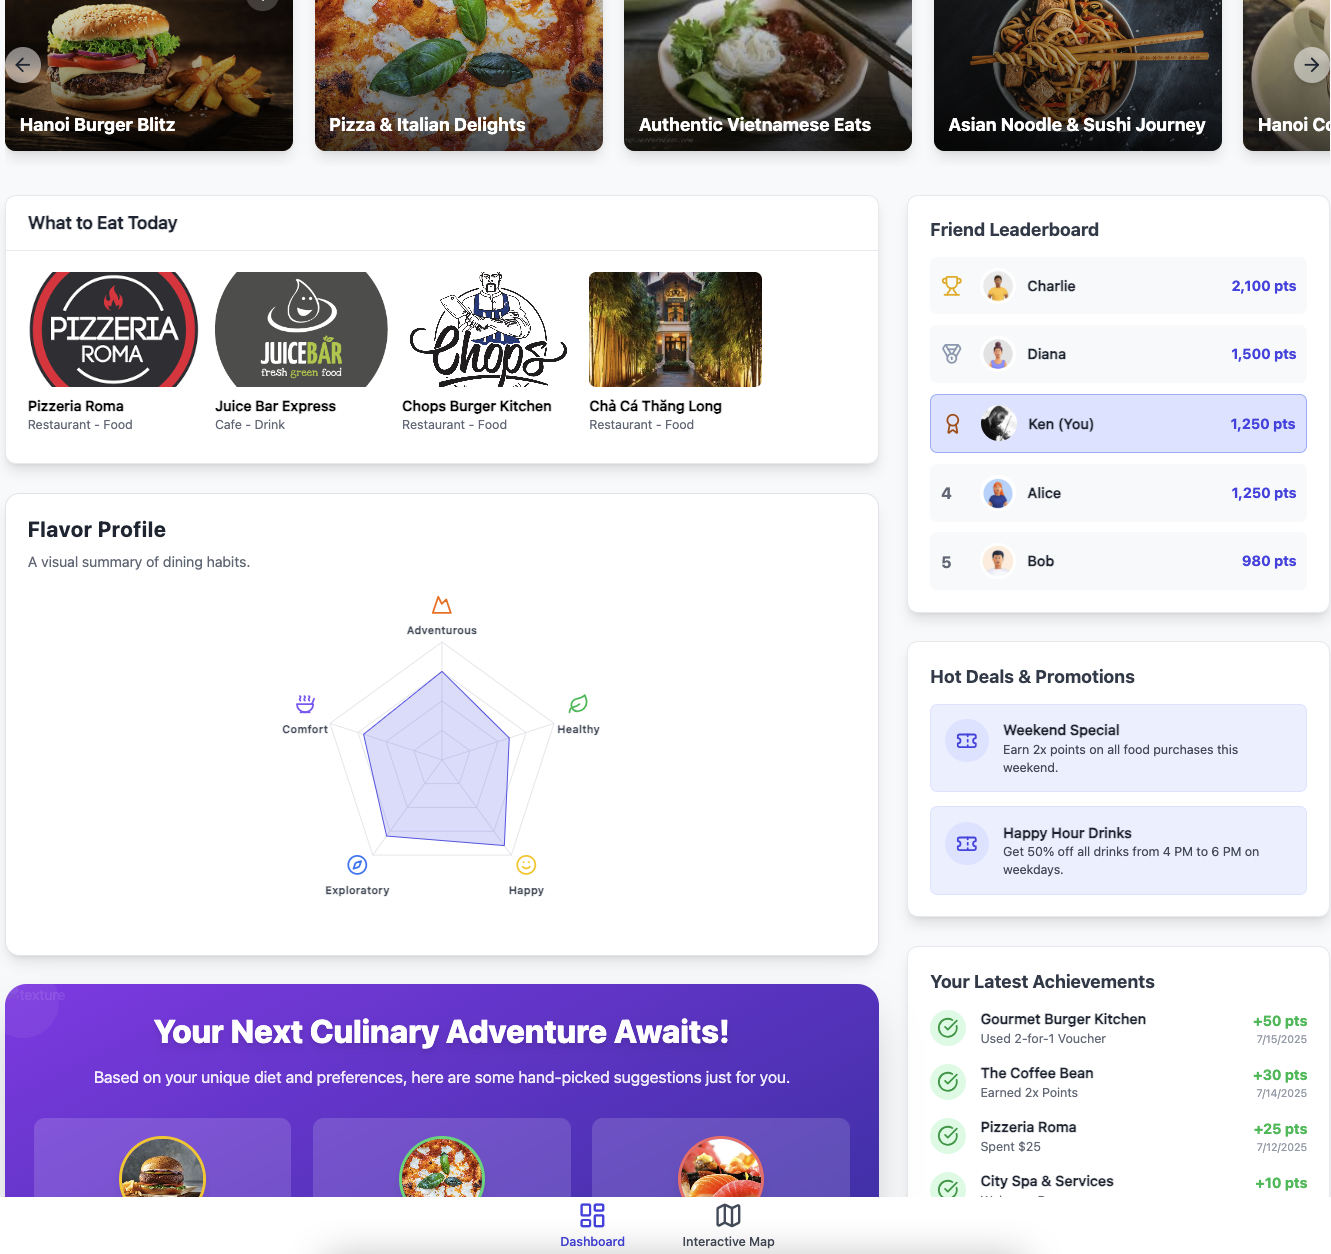 Hanoi Burger Blitz
Pizza & Italian Delights
Authentic Vietnamese Eats
Asian Noodle & Sushi Journey
Hanoi Co
What to Eat Today
PIZZERIA
ROMA
JUICEBAR
fresh green food
Chops
Pizzeria Roma
Restaurant - Food
Juice Bar Express
Cafe - Drink
Chops Burger Kitchen
Restaurant - Food
Chả Cá Thăng Long
Restaurant - Food
Flavor Profile
A visual summary of dining habits.
Adventurous
Comfort
Healthy
Exploratory
Happy
texture
Your Next Culinary Adventure Awaits!
Based on your unique diet and preferences, here are some hand-picked suggestions just for you.
Friend Leaderboard
Charlie
2,100 pts
Diana
1,500 pts
Ken (You)
1,250 pts
4
Alice
1,250 pts
5
Bob
980 pts
Hot Deals & Promotions
Weekend Special
Earn 2x points on all food purchases this
weekend.
Happy Hour Drinks
Get 50% off all drinks from 4 PM to 6 PM on
weekdays.
Your Latest Achievements
Gourmet Burger Kitchen
+50 pts
Used 2-for-1 Voucher
7/15/2025
The Coffee Bean
+30 pts
Earned 2x Points
7/14/2025
Pizzeria Roma
+25 pts
Spent $25
7/12/2025
City Spa & Services
+10 pts
Dashboard
Interactive Map